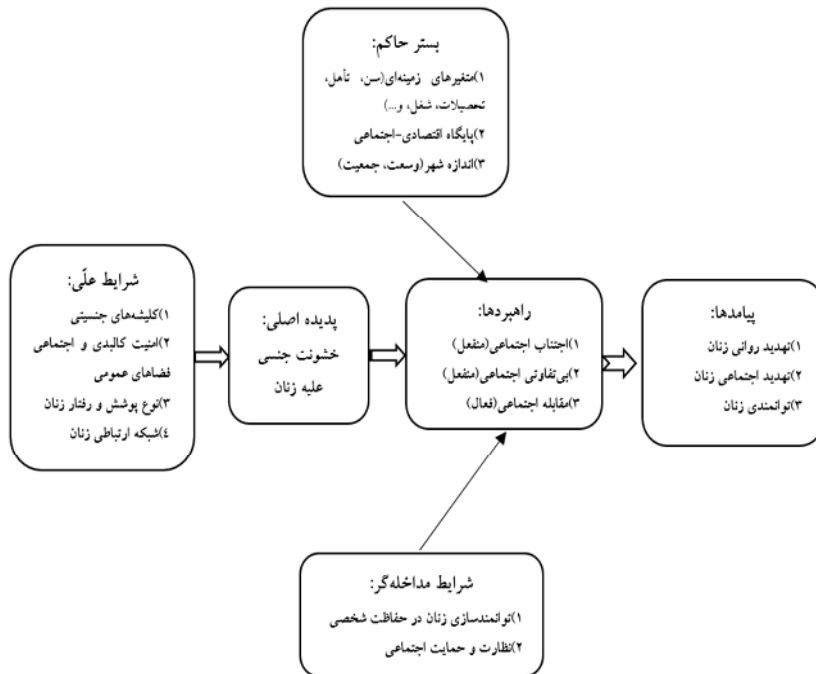 بستر حاکم:
۱)متغیرهای زمینه‌ای(سن، تأهل،
تحصیلات، شغل، و...)
۲)پایگاه اقتصادی-اجتماعی
۳)اندازه شهر(وسعت، جمعیت)
شرایط علّی:
۱)کلیشه‌های جنسیتی
۲)امنیت کالبدی و اجتماعی
فضاهای عمومی
۳)نوع پوشش و رفتار زنان
٤)شبکه ارتباطی زنان
پدیده اصلی:
خشونت جنسی
علیه زنان
راهبردها:
۱)اجتناب اجتماعی(منفعل)
۲)بی‌تفاوتی اجتماعی(منفعل)
۳)مقابله اجتماعی(فعال)
پیامدها:
۱)تهدید روانی زنان
۲)تهدید اجتماعی زنان
۳)توانمندی زنان
شرایط مداخله‌گر:
۱)توانمندسازی زنان در حفاظت شخصی
۲)نظارت و حمایت اجتماعی